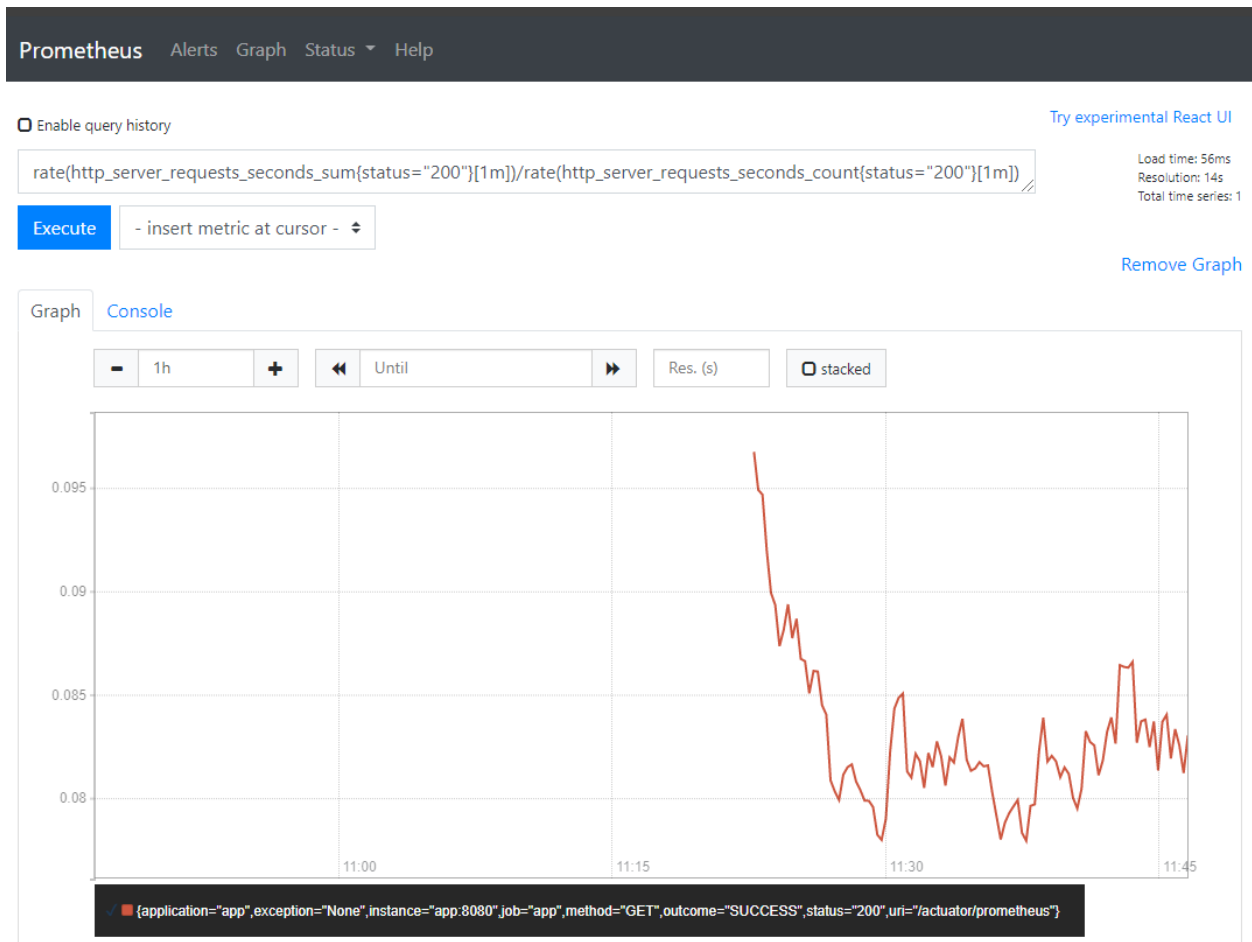 Prometheus Alerts Graph Status Help
Enable query history
Try experimental React UI
rate(http_server_requests_seconds_sum{status="200"}[1m])/rate(http_server_requests_seconds_count{status="200"}[1m])
Load time: 56ms
Resolution: 14s
Total time series: 1
Execute
- insert metric at cursor -
Remove Graph
Graph Console
1h
Until
Res. (s)
stacked
0.095
0.09
0.085
0.08
11:00 11:15 11:30 11:45
{application="app",exception="None",instance="app:8080",job="app",method="GET",outcome="SUCCESS",status="200",uri="/actuator/prometheus"}